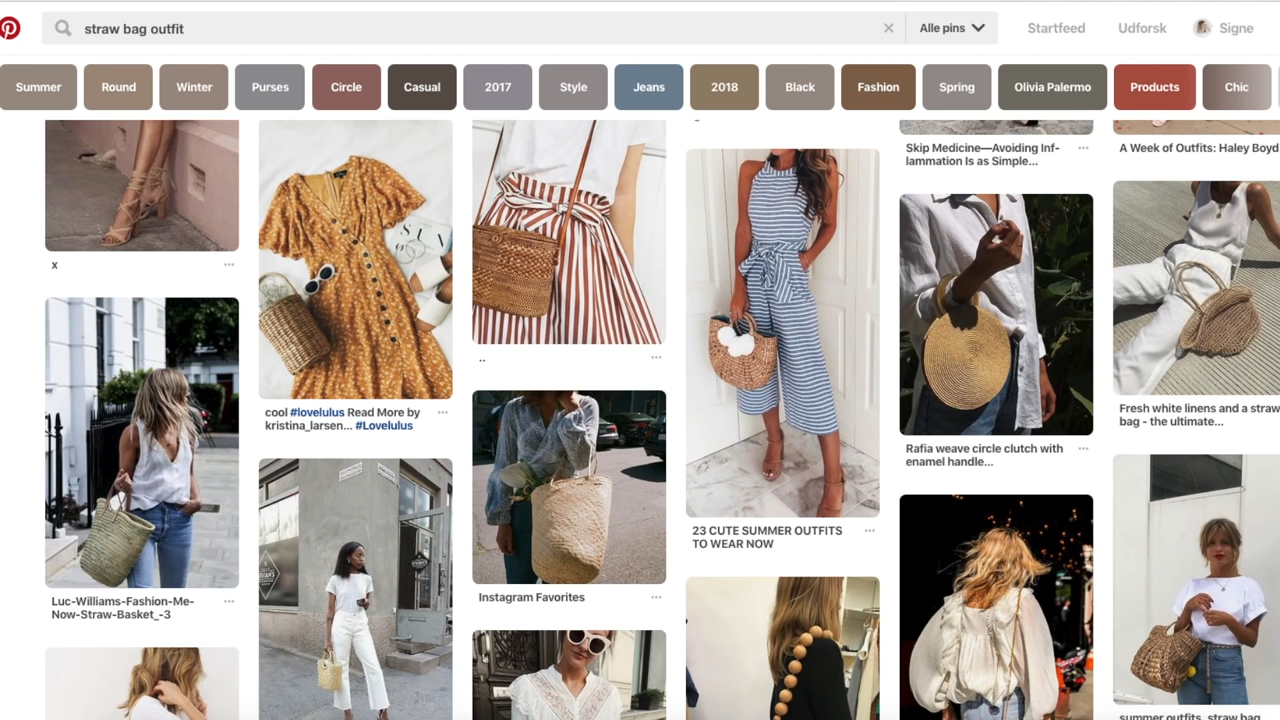 straw bag outfit
Alle pins
Startfeed
Udforsk
Signe
Summer
Round
Winter
Purses
Circle
Casual
2017
Style
Jeans
2018
Black
Fashion
Spring
Olivia Palermo
Products
Chic
x
Luc-Williams-Fashion-Me-
Now-Straw-Basket_-3
cool #lovelulus Read More by
kristina_larsen... #Lovelulus
..
Instagram Favorites
23 CUTE SUMMER OUTFITS
TO WEAR NOW
Skip Medicine—Avoiding Inf-
lammation Is as Simple...
Rafia weave circle clutch with
enamel handle...
A Week of Outfits: Haley Boyd
Fresh white linens and a straw
bag - the ultimate...
summer outfits, straw bag